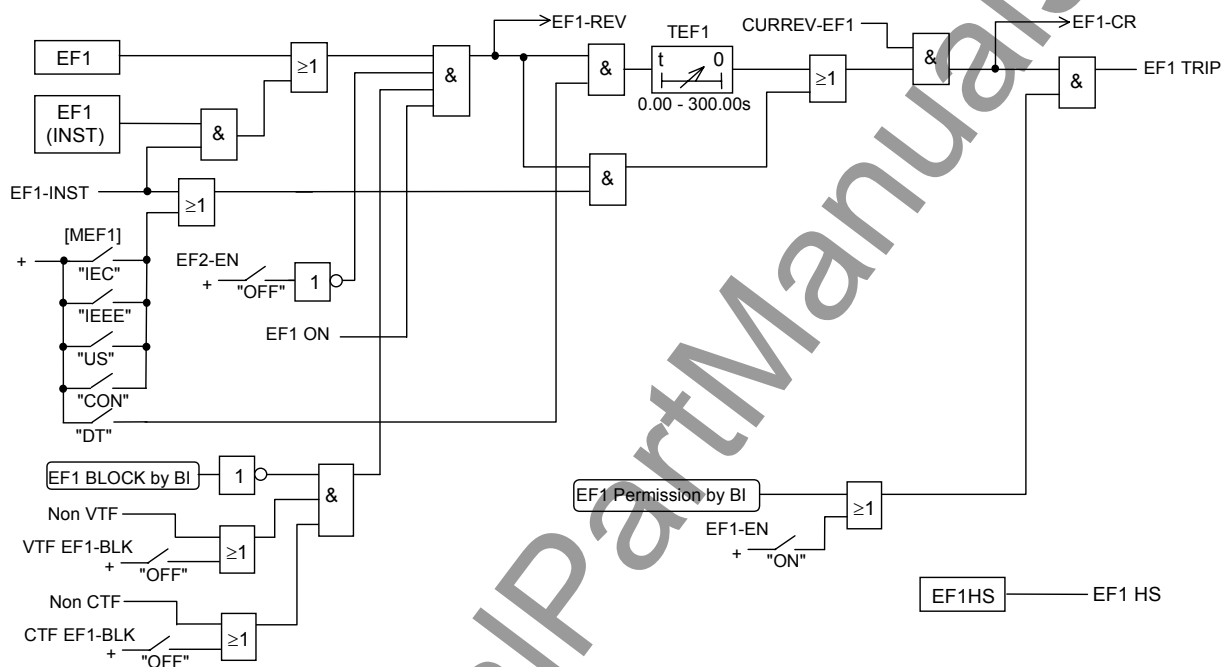 EF1-REV
CURREV-EF1
EF1-CR
TEF1
EF1
≥1
&
&
t 0
≥1
&
&
EF1 TRIP
0.00 - 300.00s
EF1
(INST)
&
&
EF1-INST
≥1
[MEF1]
+
"IEC"
EF2-EN
+
"OFF"
1
"IEEE"
EF1 ON
"US"
"CON"
"DT"
EF1 BLOCK by BI
1
&
Non VTF
VTF EF1-BLK
+
"OFF"
≥1
Non CTF
CTF EF1-BLK
+
"OFF"
≥1
EF1 Permission by BI
≥1
EF1-EN
+
"ON"
EF1HS
EF1 HS
lPartManuals